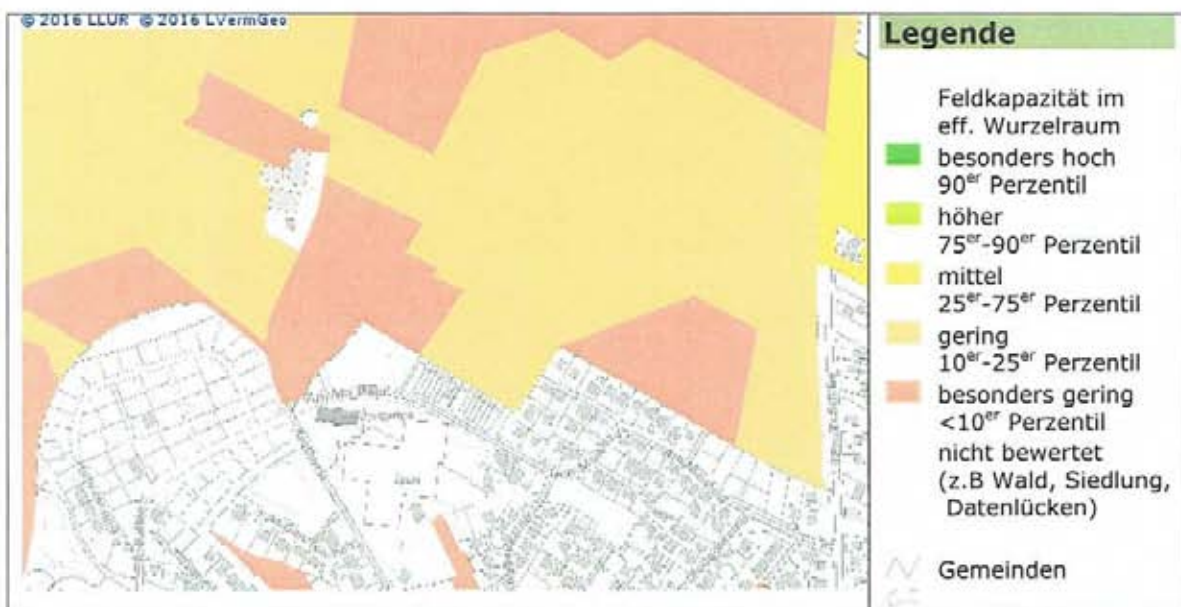 © 2016 LLUR © 2016 LVermGeo
Legende
Feldkapazität im
eff. Wurzelraum
besonders hoch
90er Perzentil
höher
75er-90er Perzentil
mittel
25er-75er Perzentil
gering
10er-25er Perzentil
besonders gering
<10er Perzentil
nicht bewertet
(z.B Wald, Siedlung,
Datenlücken)
Gemeinden